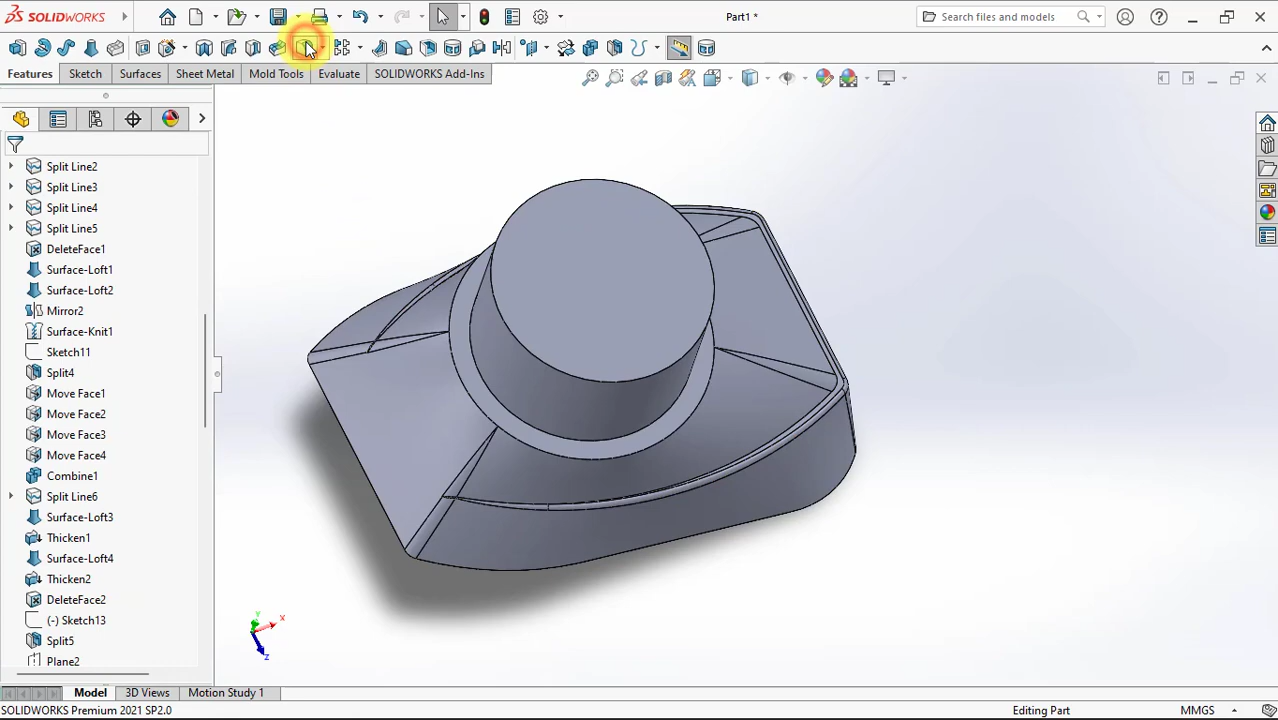 SOLIDWORKS
Part1 *
Search files and models
Features
Sketch
Surfaces
Sheet Metal
Mold Tools
Evaluate
SOLIDWORKS Add-Ins
Split Line2
Split Line3
Split Line4
Split Line5
DeleteFace1
Surface-Loft1
Surface-Loft2
Mirror2
Surface-Knit1
Sketch11
Split4
Move Face1
Move Face2
Move Face3
Move Face4
Combine1
Split Line6
Surface-Loft3
Thicken1
Surface-Loft4
Thicken2
DeleteFace2
(-) Sketch13
Split5
Plane2
Y
X
Z
Model
3D Views
Motion Study 1
SOLIDWORKS Premium 2021 SP2.0
Editing Part
MMGS